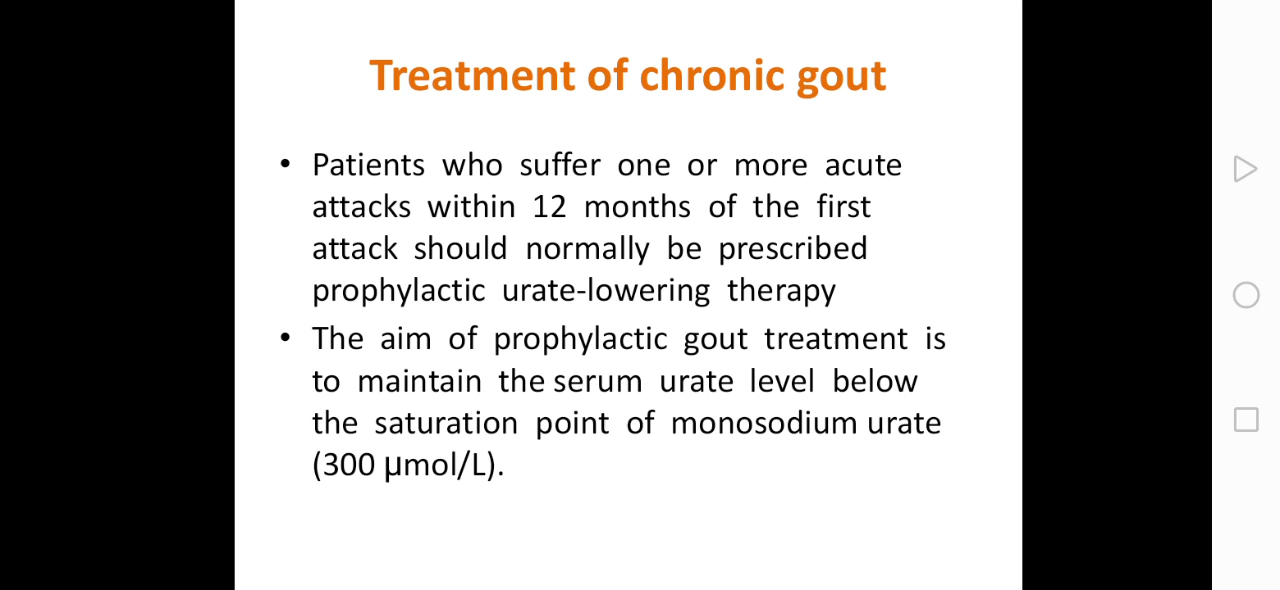 Treatment of chronic gout
• Patients who suffer one or more acute
attacks within 12 months of the first
attack should normally be prescribed
prophylactic urate-lowering therapy
• The aim of prophylactic gout treatment is
to maintain the serum urate level below
the saturation point of monosodium urate
(300 μmol/L).